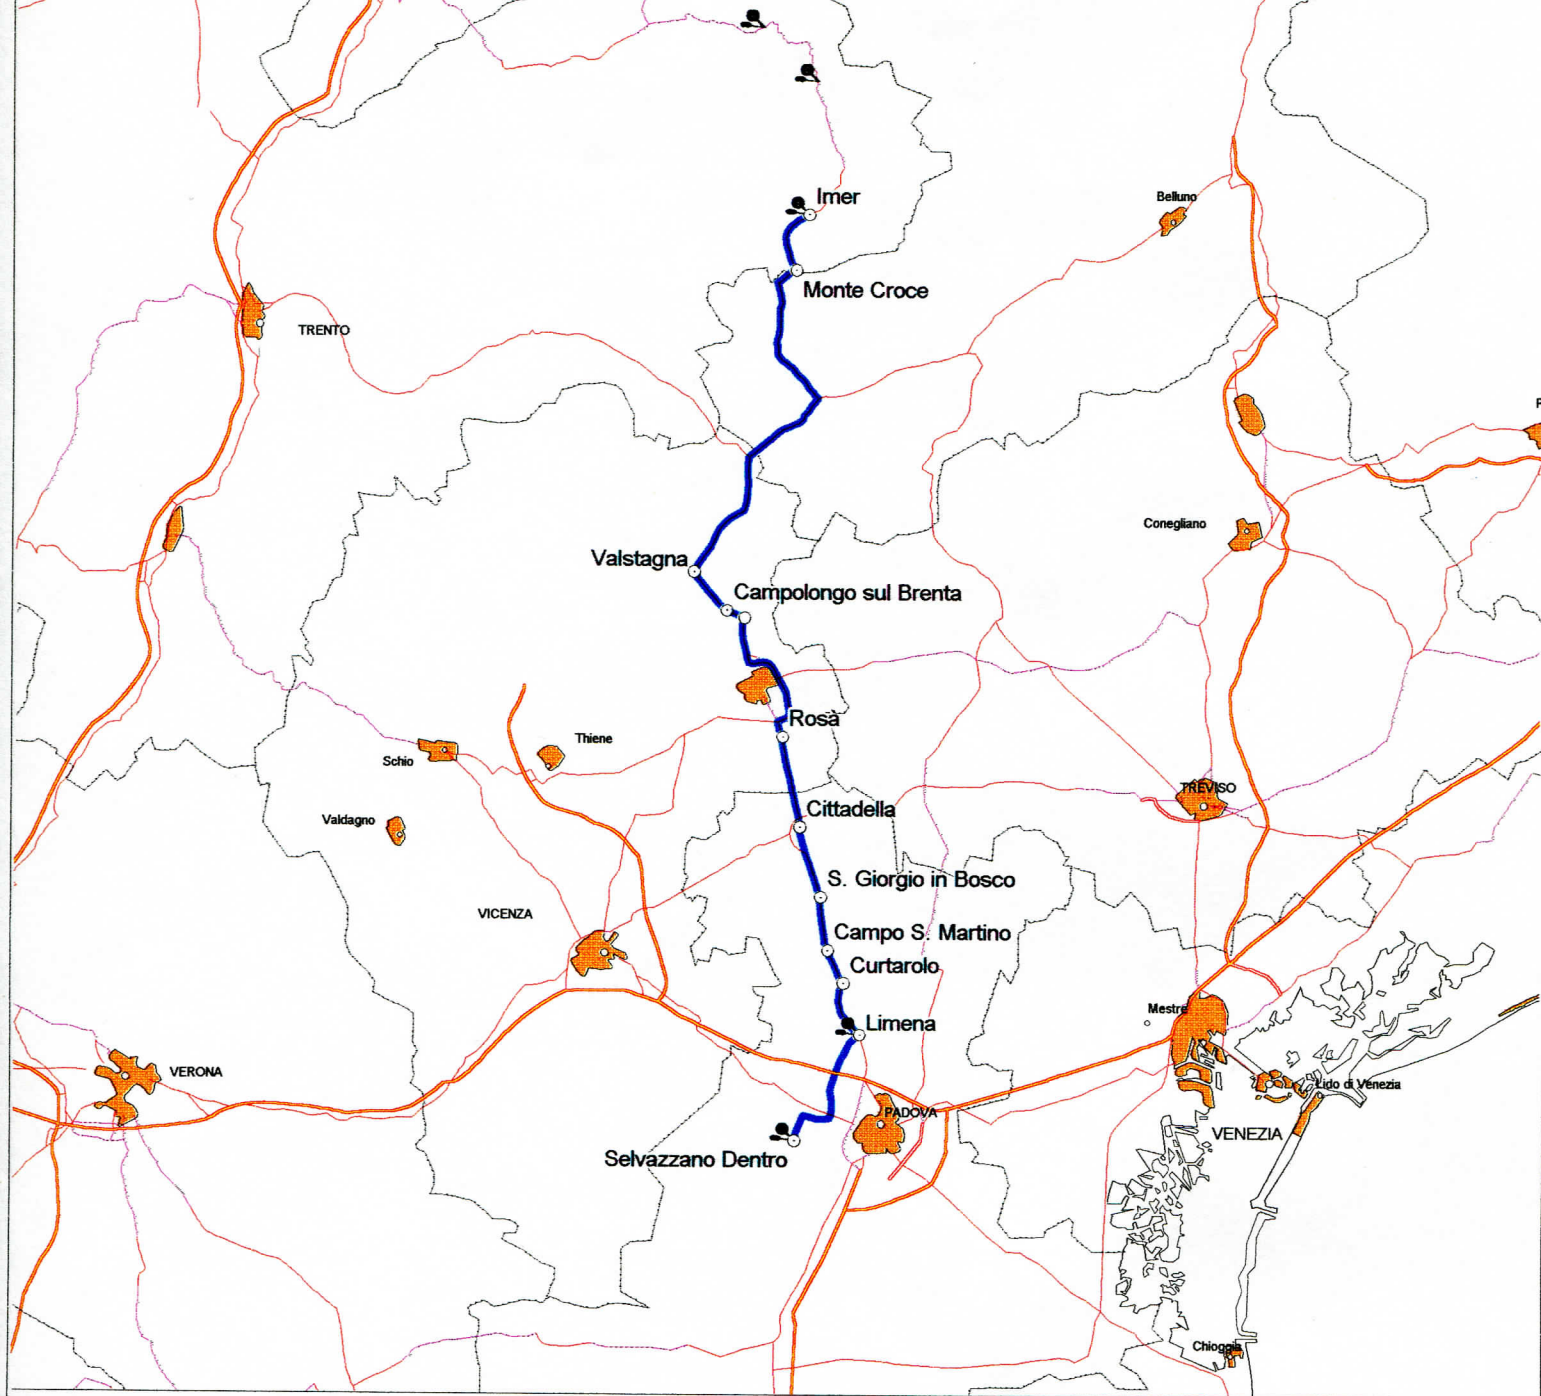 Imer
Belluno
Monte Croce
TRENTO
Conegliano
Valstagna
Campolongo sul Brenta
Rosà
Thiene
Schio
TREVISO
Cittadella
Valdagno
S. Giorgio in Bosco
VICENZA
Campo S. Martino
Curtarolo
Mestre
Limena
VERONA
Lido di Venezia
PADOVA
VENEZIA
Selvazzano Dentro
Chioggia